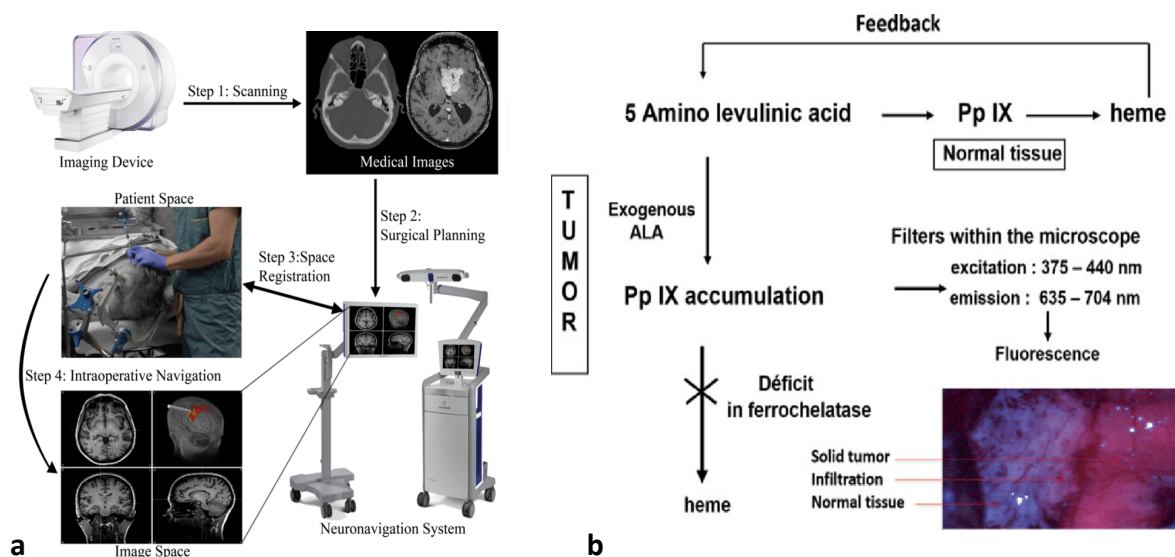 Step 1: Scanning
Imaging Device
Medical Images
Patient Space
Step 2:
Surgical Planning
Step 3:Space
Registration
Step 4: Intraoperative Navigation
Neuronavigation System
Image Space
a
Feedback
5 Amino levulinic acid
Pp IX
heme
Normal tissue
TUMOR
Exogenous
ALA
Filters within the microscope
excitation : 375 – 440 nm
emission : 635 – 704 nm
Pp IX accumulation
Fluorescence
Déficit
in ferrochelatase
Solid tumor
Infiltration
Normal tissue
heme
b